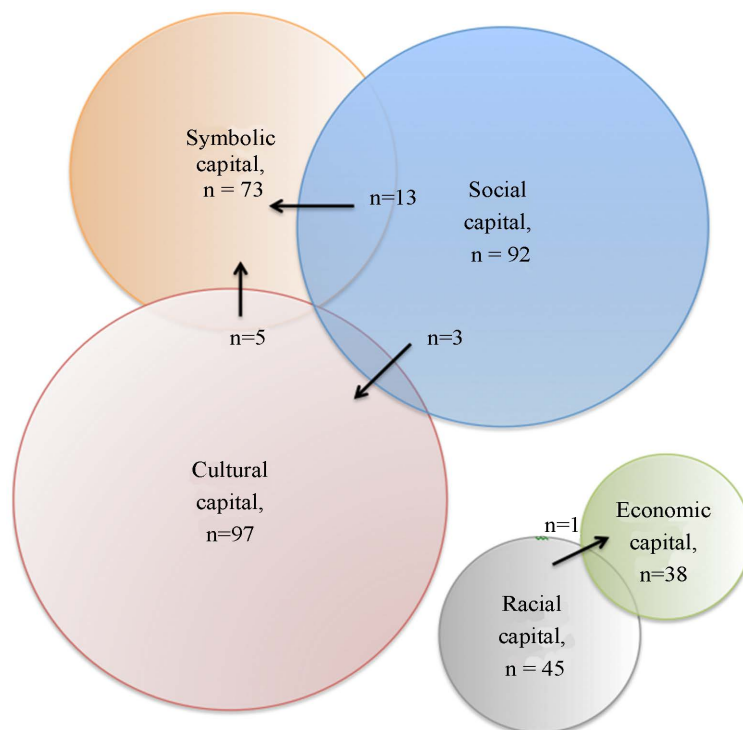 Symbolic
capital,
n = 73
n=13
Social
capital,
n = 92
n=5
n=3
Cultural
capital,
n=97
n=1
Economic
capital,
n=38
Racial
capital,
n = 45